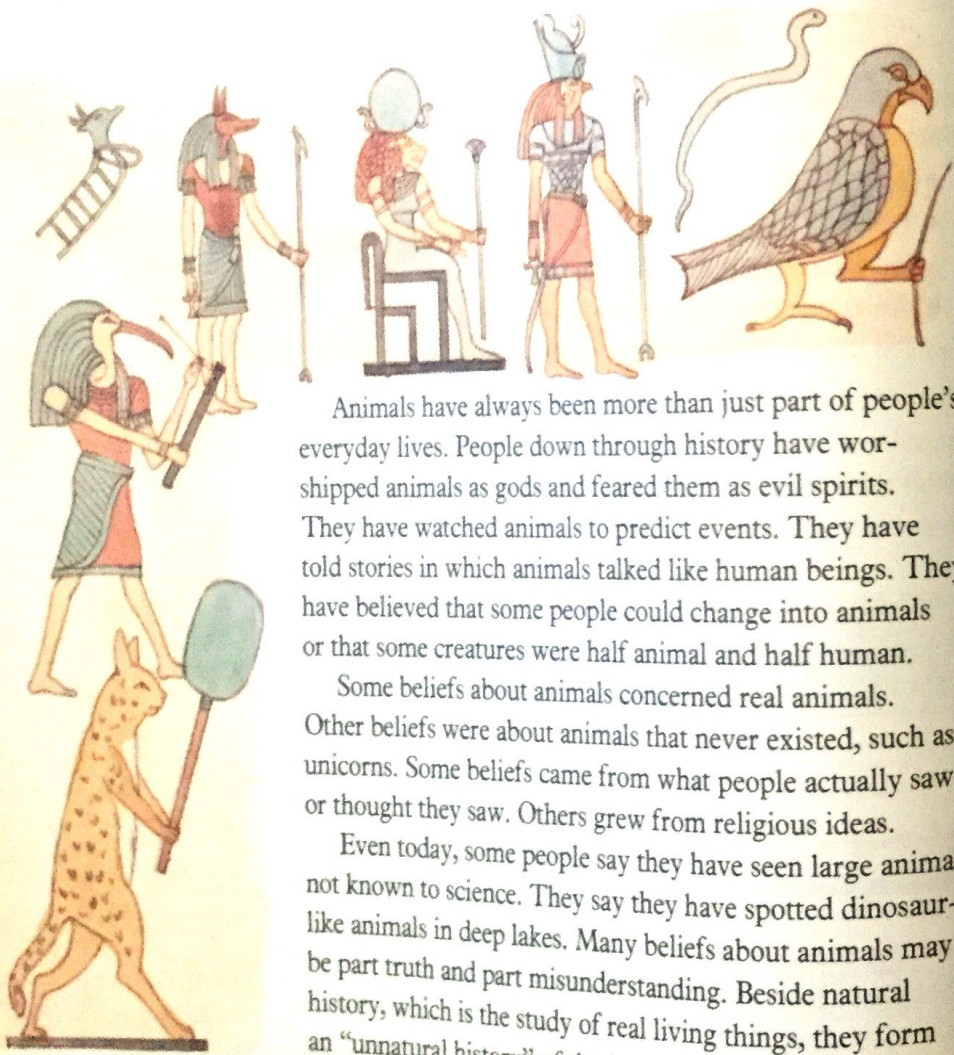 Animals have always been more than just part of people's
everyday lives. People down through history have wor-
shipped animals as gods and feared them as evil spirits.
They have watched animals to predict events. They have
told stories in which animals talked like human beings. They
have believed that some people could change into animals
or that some creatures were half animal and half human.
Some beliefs about animals concerned real animals.
Other beliefs were about animals that never existed, such as
unicorns. Some beliefs came from what people actually saw
or thought they saw. Others grew from religious ideas.
Even today, some people say they have seen large anima
not known to science. They say they have spotted dinosaur-
like animals in deep lakes. Many beliefs about animals may
be part truth and part misunderstanding. Beside natural
history, which is the study of real living things, they form
an "unnatural history"